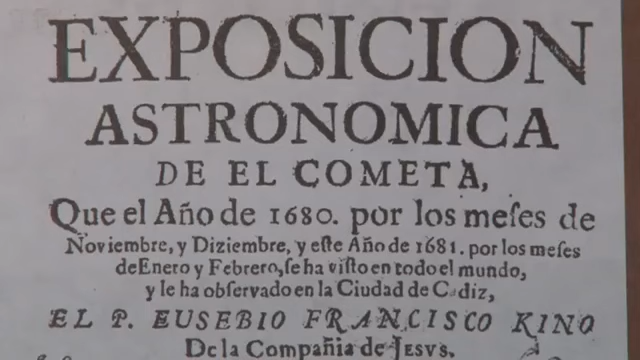 EXPOSICION
ASTRONOMICA
DE EL COMETA,
Que el Año de 1680. por los meſes de
Noviembre, y Diziembre, y eſte Año de 1681. por los meſes
de Enero y Febrero, ſe ha viſto en todo el mundo,
y le ha obſervado en la Ciudad de Cadiz,
EL P. EUSEBIO FRANCISCO KINO
De la Compañia de JESVS.